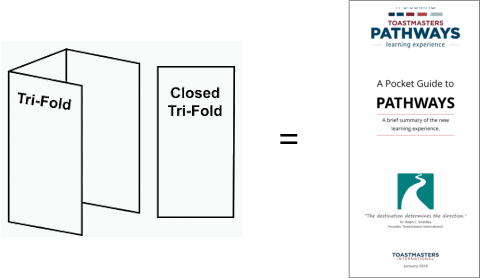 Tri-Fold
Closed
Tri-Fold
=
TOASTMASTERS
PATHWAYS
learning experience
A Pocket Guide to
PATHWAYS
A brief summary of the new
learning experience.
"The destination determines the direction."
Dr. Ralph C. Smedley
Founder, Toastmasters International
TOASTMASTERS
INTERNATIONAL
January 2018